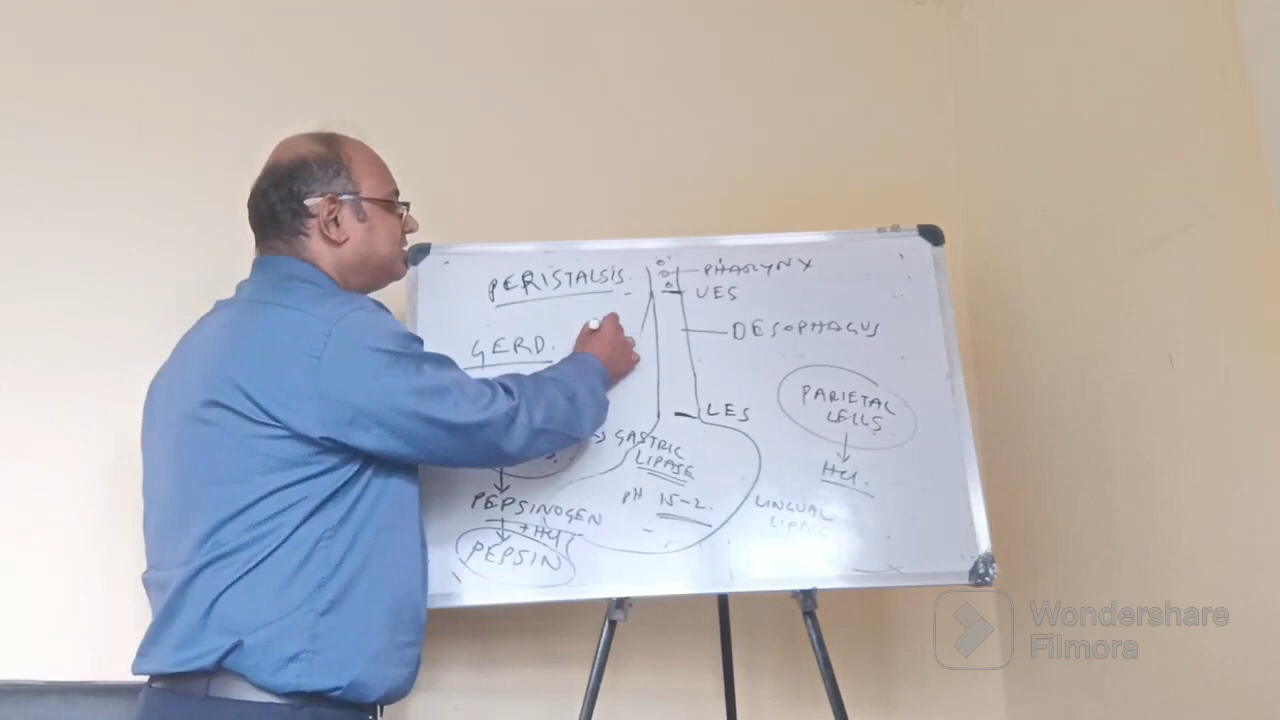 PERISTALSIS.
PHARYNX
UES
OESOPHAGUS
GERD.
PARIETAL
CELLS
LES
GASTRIC
LIPASE
HCl.
PH 1.5-2.
PEPSINOGEN
+ HCl
PEPSIN
LINGUAL
LIPASE
Wondershare
Filmora